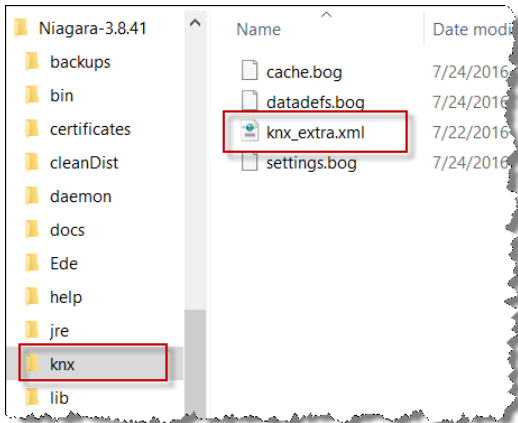 Niagara-3.8.41
backups
bin
certificates
cleanDist
daemon
docs
Ede
help
jre
knx
lib
Name Date modi
cache.bog 7/24/2016
datadefs.bog 7/24/2016
knx_extra.xml 7/22/2016
settings.bog 7/24/2016